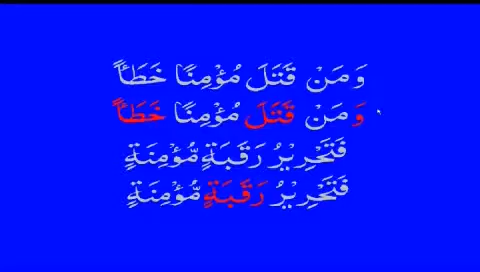 وَمَنْ قَتَلَ مُؤْمِنًا خَطَأً
وَمَنْ قَتَلَ مُؤْمِنًا خَطَأً
فَتَحْرِيرُ رَقَبَةٍ مُّؤْمِنَةٍ
فَتَحْرِيرُ رَقَبَةٍ مُّؤْمِنَةٍ